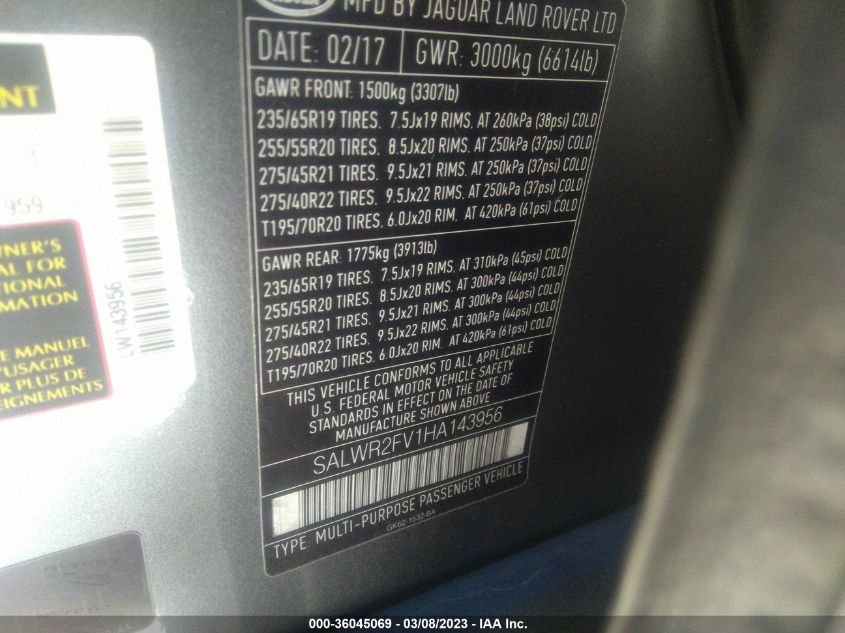 MFD BY JAGUAR LAND ROVER LTD
DATE: 02/17 GWR: 3000kg (6614lb)
GAWR FRONT: 1500kg (3307lb)
235/65R19 TIRES. 7.5Jx19 RIMS. AT 260kPa (38psi) COLD
255/55R20 TIRES. 8.5Jx20 RIMS. AT 250kPa (37psi) COLD
275/45R21 TIRES. 9.5Jx21 RIMS. AT 250kPa (37psi) COLD
275/40R22 TIRES. 9.5Jx22 RIMS. AT 250kPa (37psi) COLD
T195/70R20 TIRES. 6.0Jx20 RIM. AT 420kPa (61psi) COLD
GAWR REAR: 1775kg (3913lb)
235/65R19 TIRES. 7.5Jx19 RIMS. AT 310kPa (45psi) COLD
255/55R20 TIRES. 8.5Jx20 RIMS. AT 300kPa (44psi) COLD
275/45R21 TIRES. 9.5Jx21 RIMS. AT 300kPa (44psi) COLD
275/40R22 TIRES. 9.5Jx22 RIMS. AT 300kPa (44psi) COLD
T195/70R20 TIRES. 6.0Jx20 RIM. AT 420kPa (61psi) COLD
THIS VEHICLE CONFORMS TO ALL APPLICABLE
U.S. FEDERAL MOTOR VEHICLE SAFETY
STANDARDS IN EFFECT ON THE DATE OF
MANUFACTURE SHOWN ABOVE
SALWR2FV1HA143956
TYPE: MULTI-PURPOSE PASSENGER VEHICLE
GK62-1532-BA
NT
959
WNER'S
AL FOR
TIONAL
RMATION
E MANUEL
'USAGER
R PLUS DE
EIGNEMENTS
LW143956
000-36045069 - 03/08/2023 - IAA Inc.